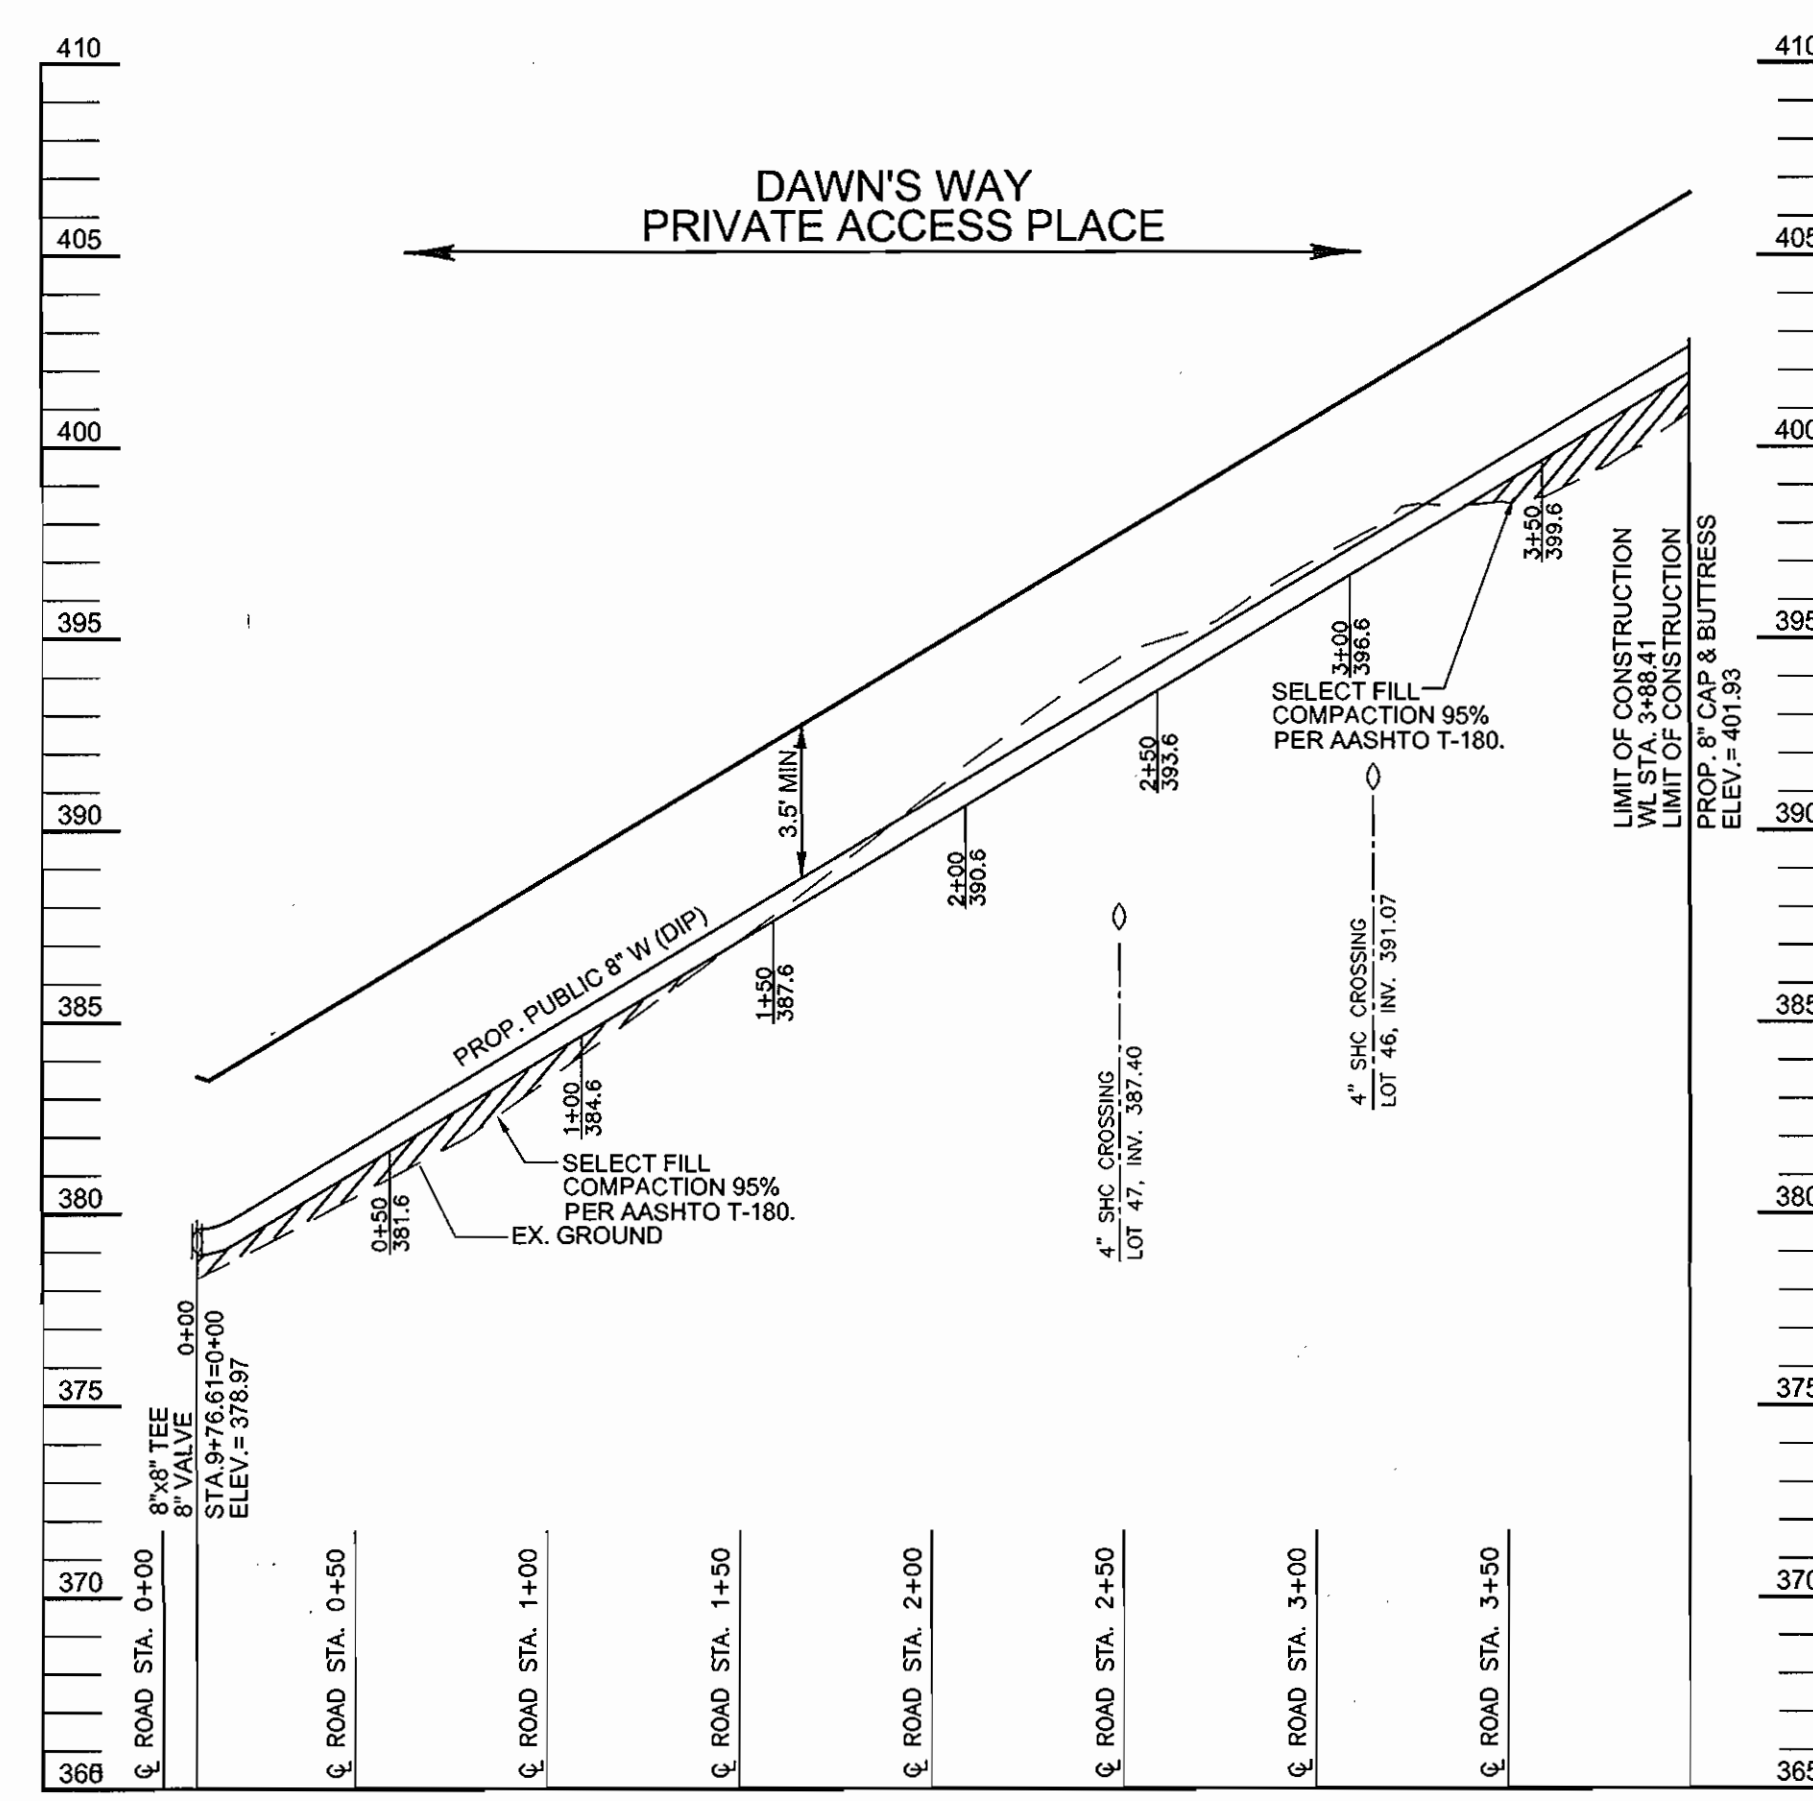 410
410
DAWN'S WAY
PRIVATE ACCESS PLACE
405
405
400
400
395
395
390
390
385
385
380
380
375
375
370
370
365
3.5' MIN
PROP. PUBLIC 8" W (DIP)
SELECT FILL
COMPACTION 95%
PER AASHTO T-180.
EX. GROUND
SELECT FILL
COMPACTION 95%
PER AASHTO T-180.
0+50
381.6
1+00
384.6
1+50
387.6
2+00
390.6
2+50
393.6
3+00
396.6
3+50
399.6
4" SHC CROSSING
LOT 47, INV. 387.40
4" SHC CROSSING
LOT 46, INV. 391.07
LIMIT OF CONSTRUCTION
WL STA. 3+88.41
LIMIT OF CONSTRUCTION
PROP. 8" CAP & BUTTRESS
ELEV.= 401.93
8"x8" TEE
8" VALVE
0+00
STA.9+76.61=0+00
ELEV.= 378.97
℄ ROAD STA. 0+00
℄ ROAD STA. 0+50
℄ ROAD STA. 1+00
℄ ROAD STA. 1+50
℄ ROAD STA. 2+00
℄ ROAD STA. 2+50
℄ ROAD STA. 3+00
℄ ROAD STA. 3+50